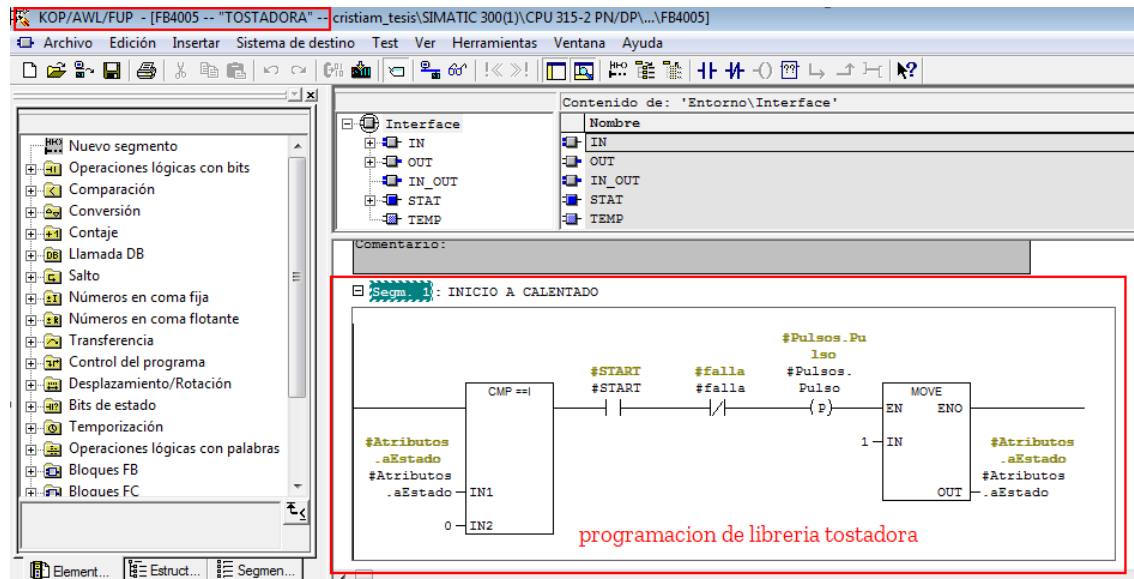 KOP/AWL/FUP - [FB4005 -- "TOSTADORA" -- cristiam_tesis\SIMATIC 300(1)\CPU 315-2 PN/DP\...\FB4005]
Archivo Edición Insertar Sistema de destino Test Ver Herramientas Ventana Ayuda
Nuevo segmento
Operaciones lógicas con bits
Comparación
Conversión
Contaje
Llamada DB
Salto
Números en coma fija
Números en coma flotante
Transferencia
Control del programa
Desplazamiento/Rotación
Bits de estado
Temporización
Operaciones lógicas con palabras
Bloques FB
Bloques FC
Element... Estruct... Segmen...
Contenido de: 'Entorno\Interface'
Interface
IN
OUT
IN_OUT
STAT
TEMP
Nombre
IN
OUT
IN_OUT
STAT
TEMP
Comentario:
Segm. 1: INICIO A CALENTADO
#Pulsos.Pu
lso
#START #falla #Pulsos.
CMP ==I #START #falla Pulso MOVE
P EN ENO
#Atributos
.aEstado
#Atributos
.aEstado IN1
0 IN2
1 IN
#Atributos
.aEstado
#Atributos
OUT .aEstado
programacion de libreria tostadora